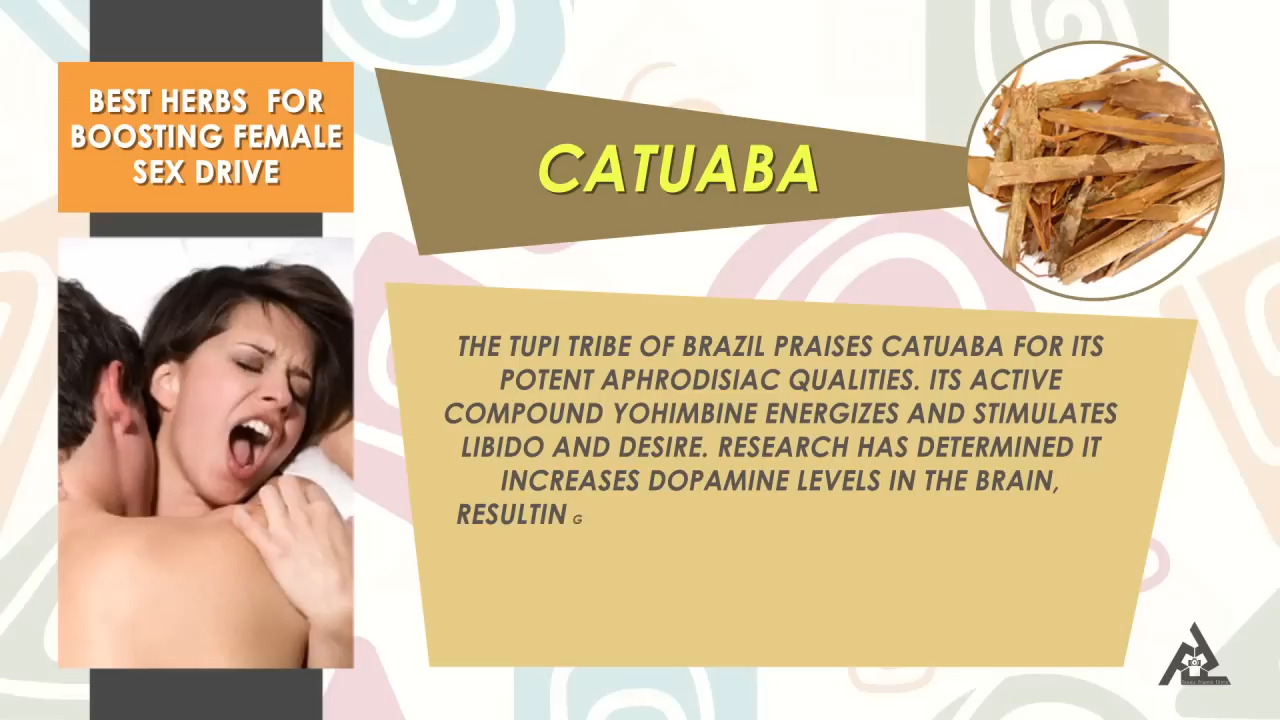 BEST HERBS FOR
BOOSTING FEMALE
SEX DRIVE
CATUABA
THE TUPI TRIBE OF BRAZIL PRAISES CATUABA FOR ITS
POTENT APHRODISIAC QUALITIES. ITS ACTIVE
COMPOUND YOHIMBINE ENERGIZES AND STIMULATES
LIBIDO AND DESIRE. RESEARCH HAS DETERMINED IT
INCREASES DOPAMINE LEVELS IN THE BRAIN,
RESULTIN G